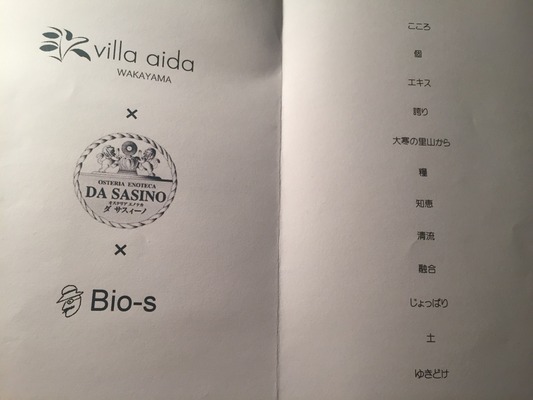 villa aida
WAKAYAMA
×
OSTERIA ENOTECA
DA SASINO
オステリア エノテカ
ダ サスィーノ
×
Bio-s
こころ
個
エキス
誇り
大寒の里山から
糧
知恵
清流
融合
じょっぱり
土
ゆきどけ